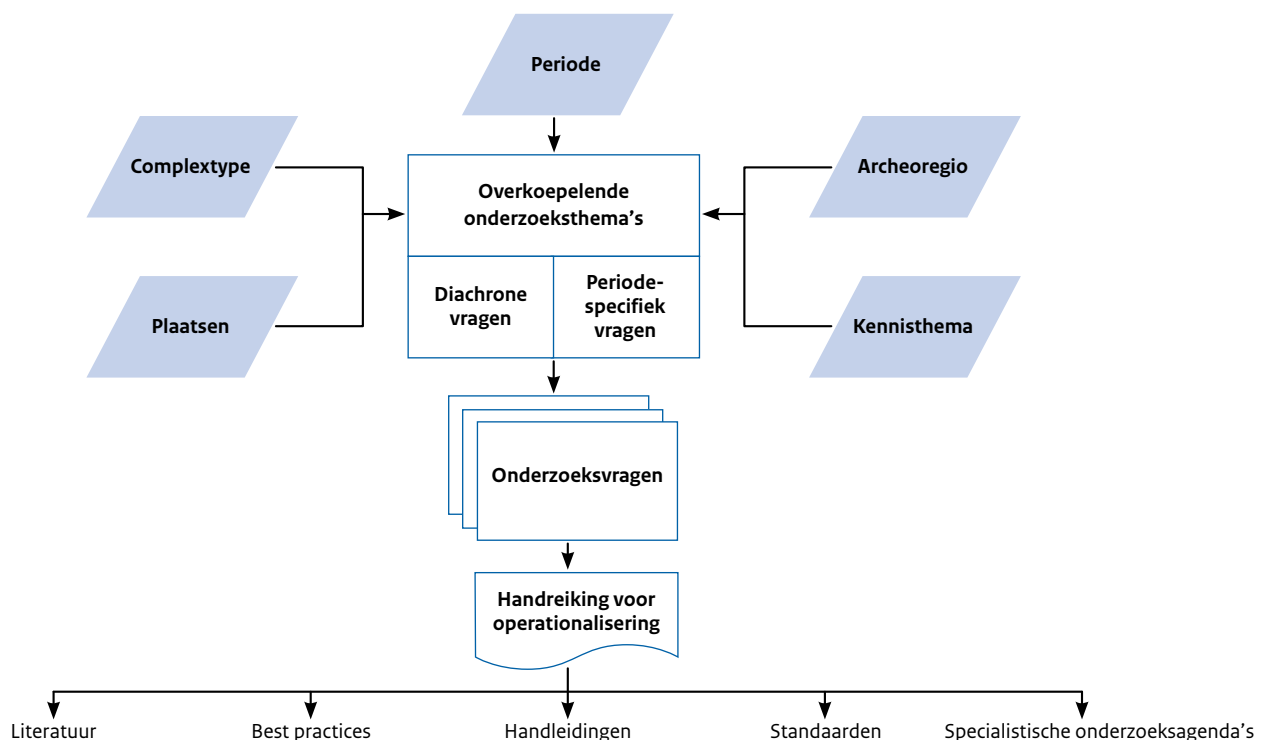 Periode
Complextype
Archeoregio
Overkoepelende
onderzoeksthema’s
Plaatsen
Diachrone
vragen
Periode-
specifiek
vragen
Kennisthema
Onderzoeksvragen
Handreiking voor
operationalisering
Literatuur
Best practices
Handleidingen
Standaarden
Specialistische onderzoeksagenda’s